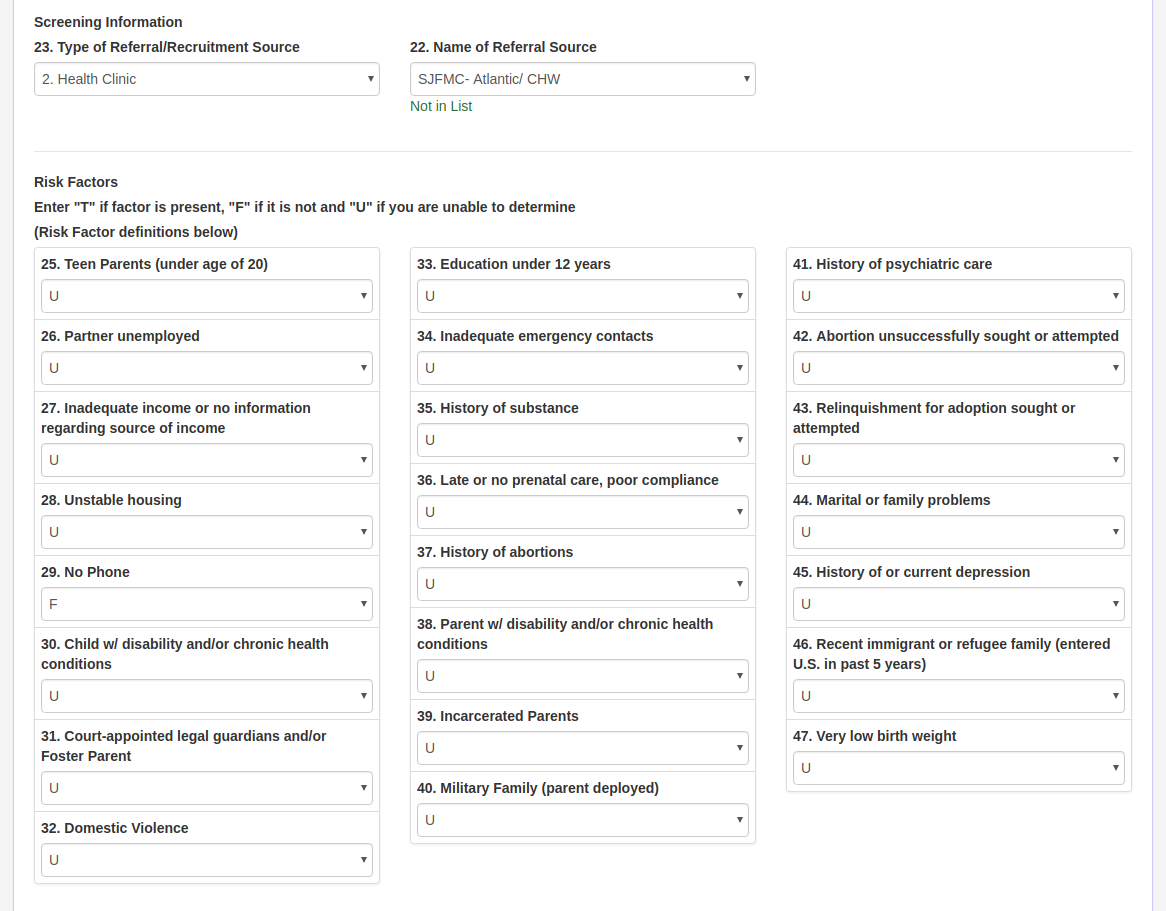 Screening Information
23. Type of Referral/Recruitment Source
2. Health Clinic
22. Name of Referral Source
SJFMC- Atlantic/ CHW
Not in List
Risk Factors
Enter "T" if factor is present, "F" if it is not and "U" if you are unable to determine
(Risk Factor definitions below)
25. Teen Parents (under age of 20)
U
26. Partner unemployed
U
27. Inadequate income or no information
regarding source of income
U
28. Unstable housing
U
29. No Phone
F
30. Child w/ disability and/or chronic health
conditions
U
31. Court-appointed legal guardians and/or
Foster Parent
U
32. Domestic Violence
U
33. Education under 12 years
U
34. Inadequate emergency contacts
U
35. History of substance
U
36. Late or no prenatal care, poor compliance
U
37. History of abortions
U
38. Parent w/ disability and/or chronic health
conditions
U
39. Incarcerated Parents
U
40. Military Family (parent deployed)
U
41. History of psychiatric care
U
42. Abortion unsuccessfully sought or attempted
U
43. Relinquishment for adoption sought or
attempted
U
44. Marital or family problems
U
45. History of or current depression
U
46. Recent immigrant or refugee family (entered
U.S. in past 5 years)
U
47. Very low birth weight
U